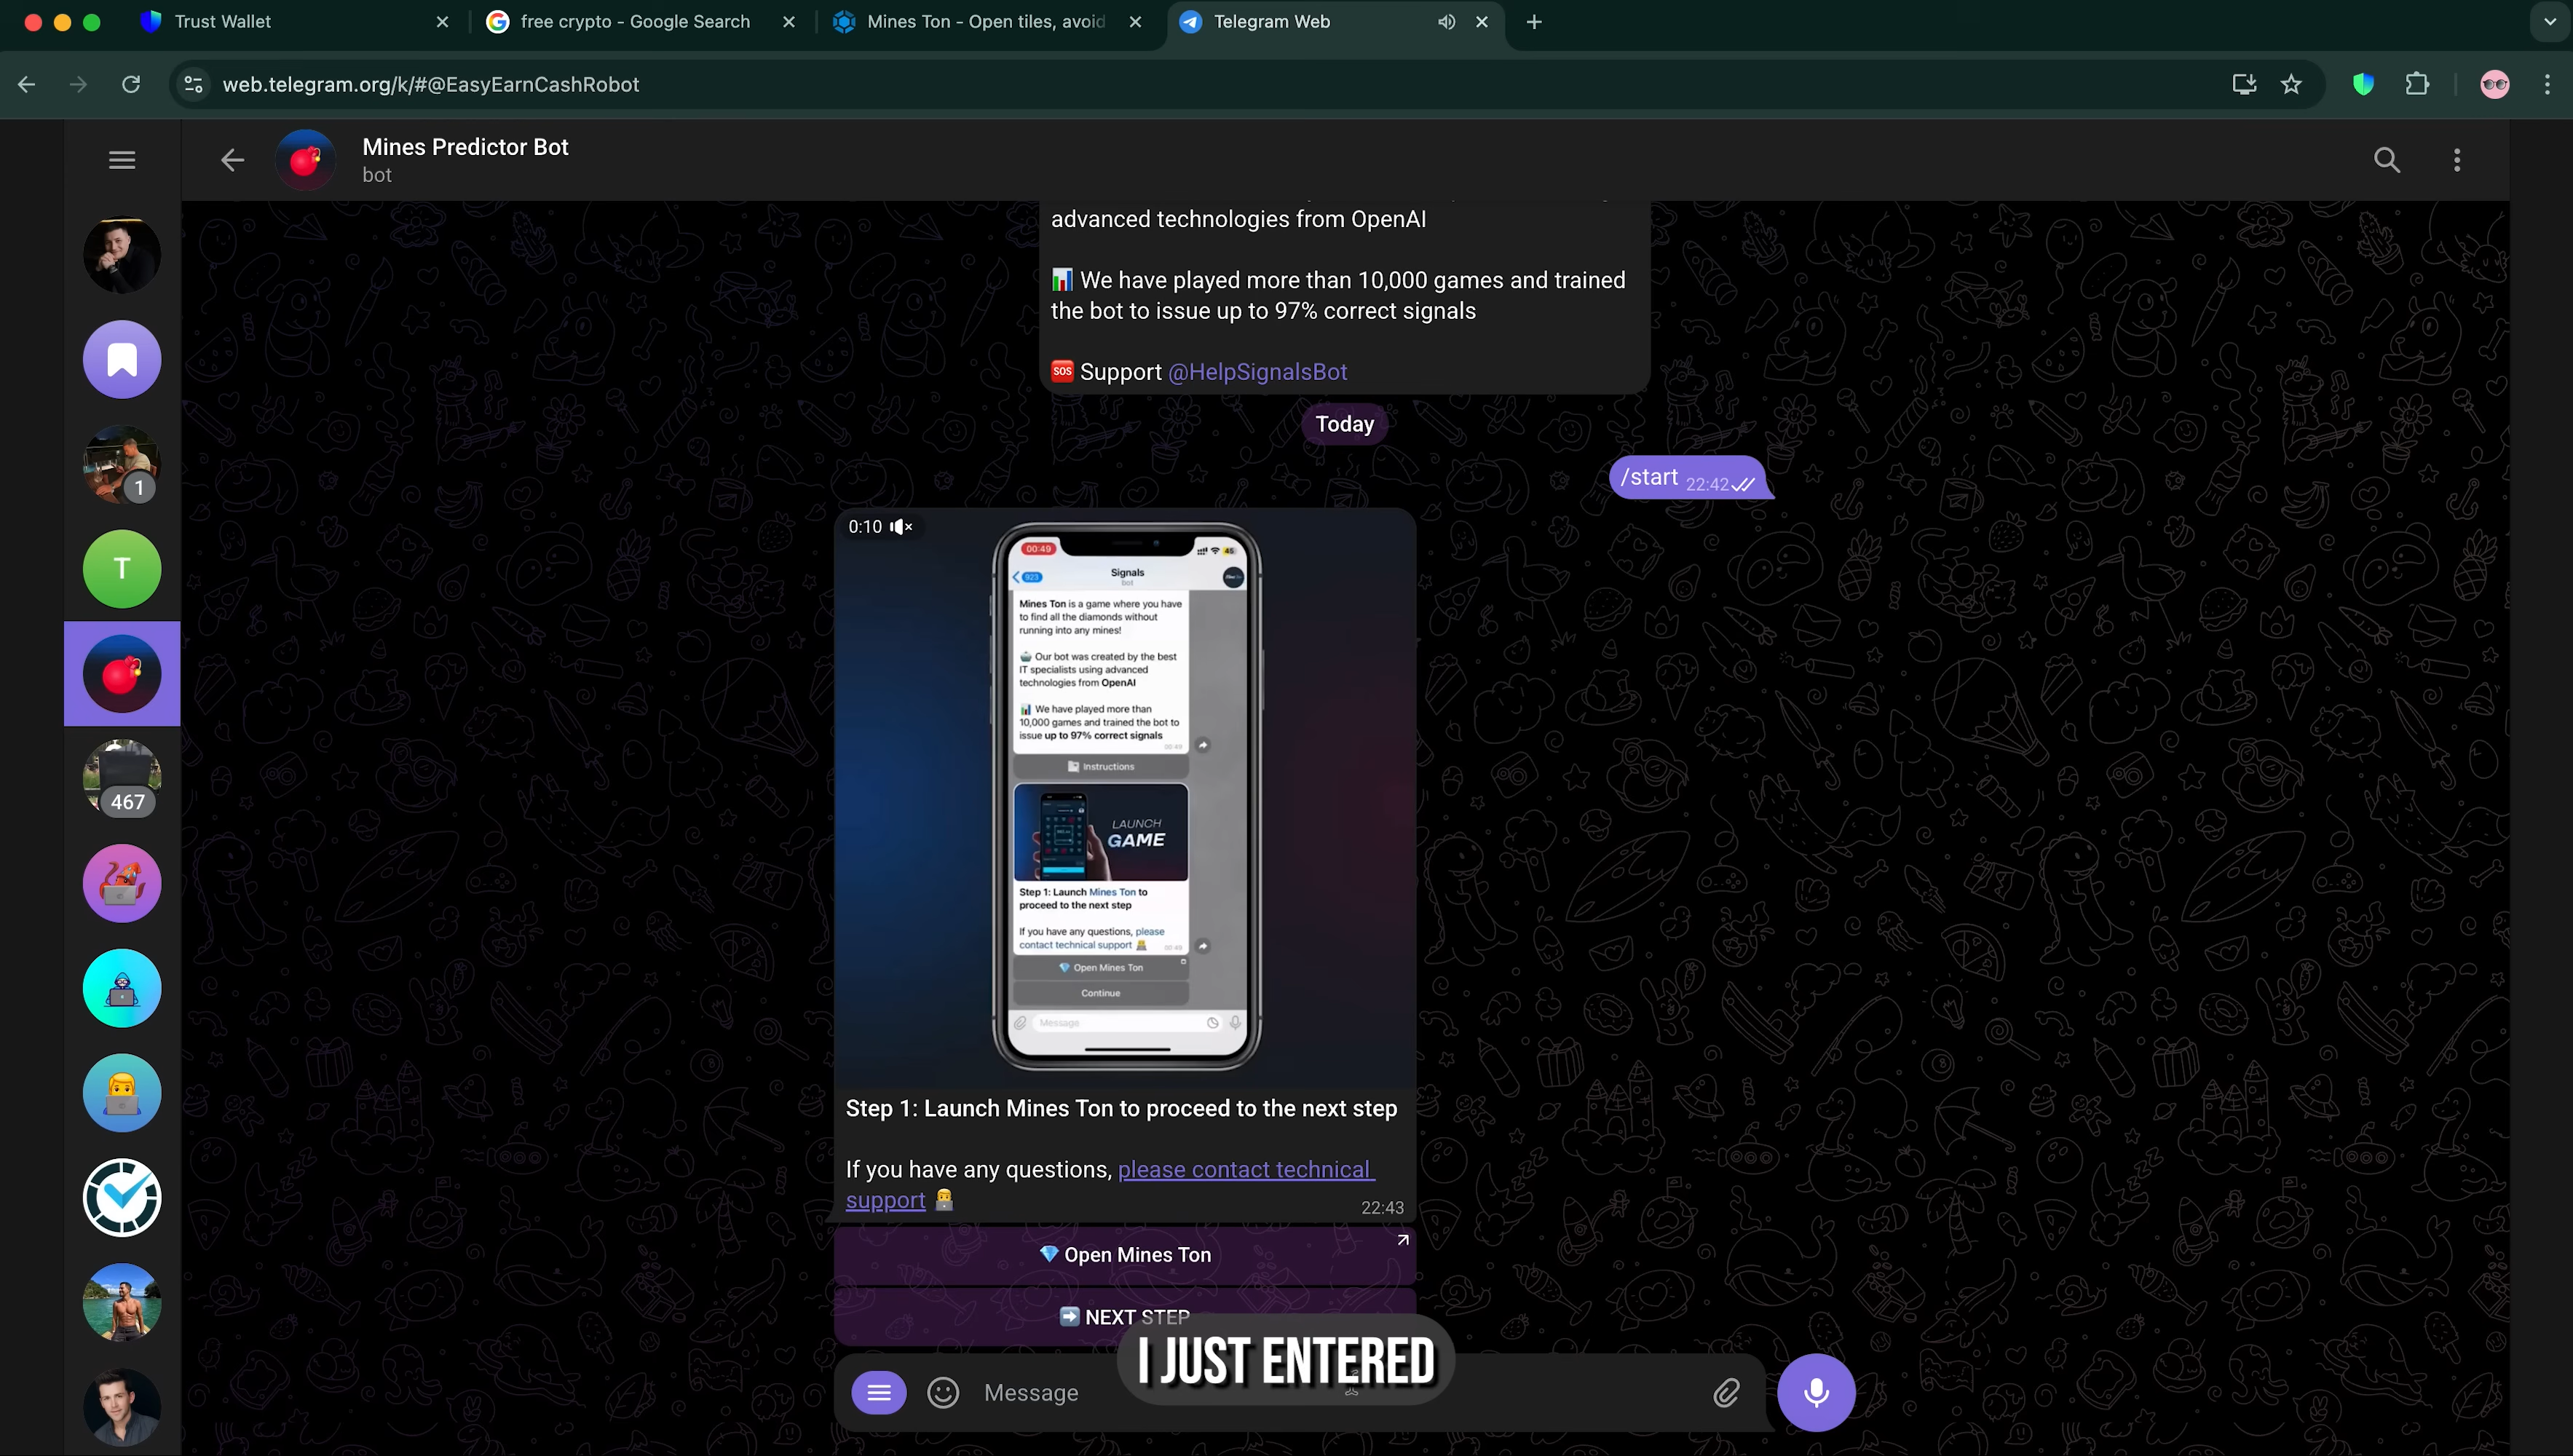 Trust Wallet
free crypto - Google Search
Mines Ton - Open tiles, avoid
Telegram Web
web.telegram.org/k/#@EasyEarnCashRobot
Mines Predictor Bot
bot
advanced technologies from OpenAI
📊 We have played more than 10,000 games and trained
the bot to issue up to 97% correct signals
🆘 Support @HelpSignalsBot
Today
/start 22:42
1
T
467
0:10
00:49
45
923
Signals
bot
Mines Ton is a game where you have
to find all the diamonds without
running into any mines!
Our bot was created by the best
IT specialists using advanced
technologies from OpenAI
📊 We have played more than
10,000 games and trained the bot to
issue up to 97% correct signals
00:49
Instructions
LAUNCH
GAME
Step 1: Launch Mines Ton to
proceed to the next step
If you have any questions, please
contact technical support 👨‍💻
00:49
💎 Open Mines Ton
Continue
Message
Step 1: Launch Mines Ton to proceed to the next step
If you have any questions, please contact technical
support 👨‍💻
22:43
💎 Open Mines Ton
➡️ NEXT STEP
I JUST ENTERED
Message